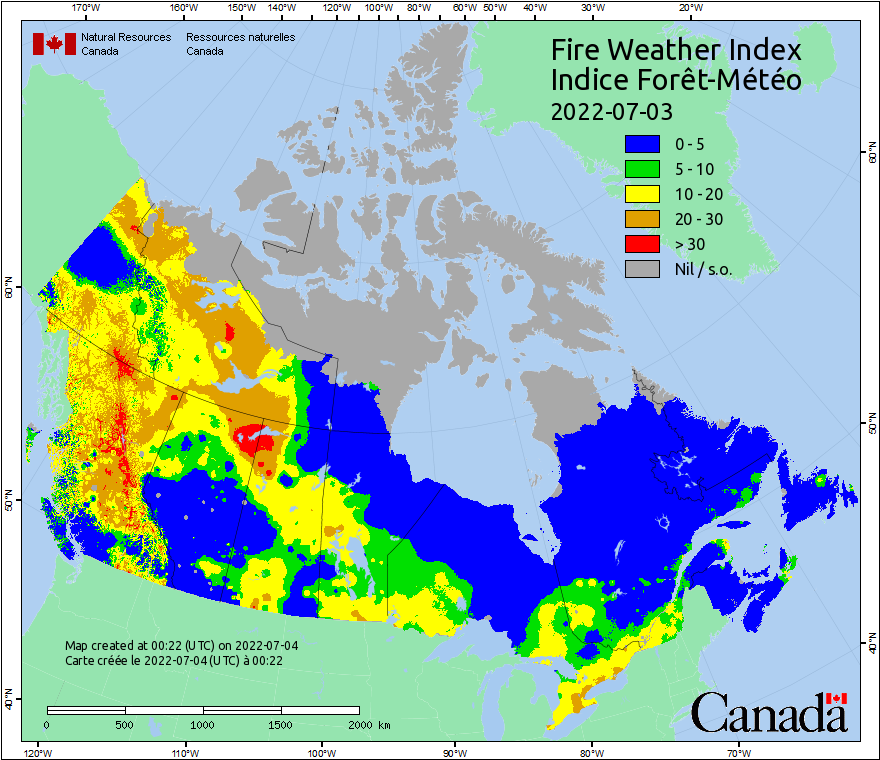 170°W 160°W 150°W 140°W 130°W 120°W 110°W 100°W 90°W 80°W 70°W 60°W 50°W 40°W 30°W 20°W
Natural Resources Ressources naturelles
Canada Canada
Fire Weather Index
Indice Forêt-Météo
2022-07-03
0 - 5
5 - 10
10 - 20
20 - 30
> 30
Nil / s.o.
60°N
60°N
50°N
50°N
40°N
40°N
Map created at 00:22 (UTC) on 2022-07-04
Carte créée le 2022-07-04 (UTC) à 00:22
0 500 1000 1500 2000 km
Canada
120°W 110°W 100°W 90°W 80°W 70°W